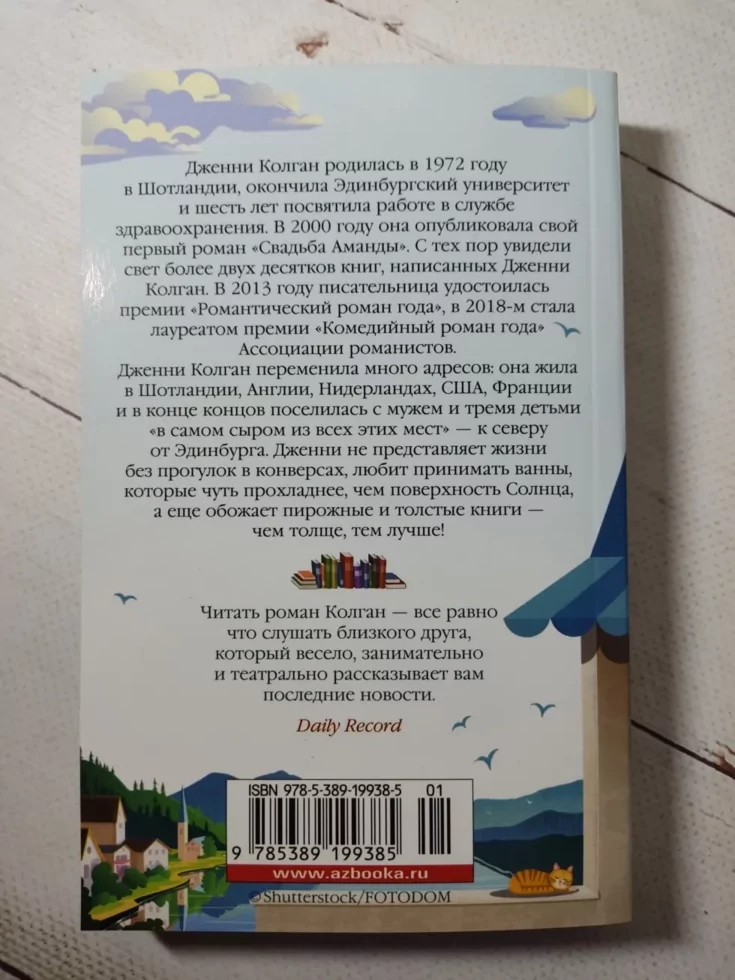 Дженни Колган родилась в 1972 году
в Шотландии, окончила Эдинбургский университет
и шесть лет посвятила работе в службе
здравоохранения. В 2000 году она опубликовала свой
первый роман «Свадьба Аманды». С тех пор увидели
свет более двух десятков книг, написанных Дженни
Колган. В 2013 году писательница удостоилась
премии «Романтический роман года», в 2018-м стала
лауреатом премии «Комедийный роман года»
Ассоциации романистов.
Дженни Колган переменила много адресов: она жила
в Шотландии, Англии, Нидерландах, США, Франции
и в конце концов поселилась с мужем и тремя детьми
«в самом сыром из всех этих мест» — к северу
от Эдинбурга. Дженни не представляет жизни
без прогулок в конверсах, любит принимать ванны,
которые чуть прохладнее, чем поверхность Солнца,
а еще обожает пирожные и толстые книги —
чем толще, тем лучше!
Читать роман Колган — все равно
что слушать близкого друга,
который весело, занимательно
и театрально рассказывает вам
последние новости.
Daily Record
ISBN 978-5-389-19938-5 01
9 785389 199385
www.azbooka.ru
©Shutterstock/FOTODOM